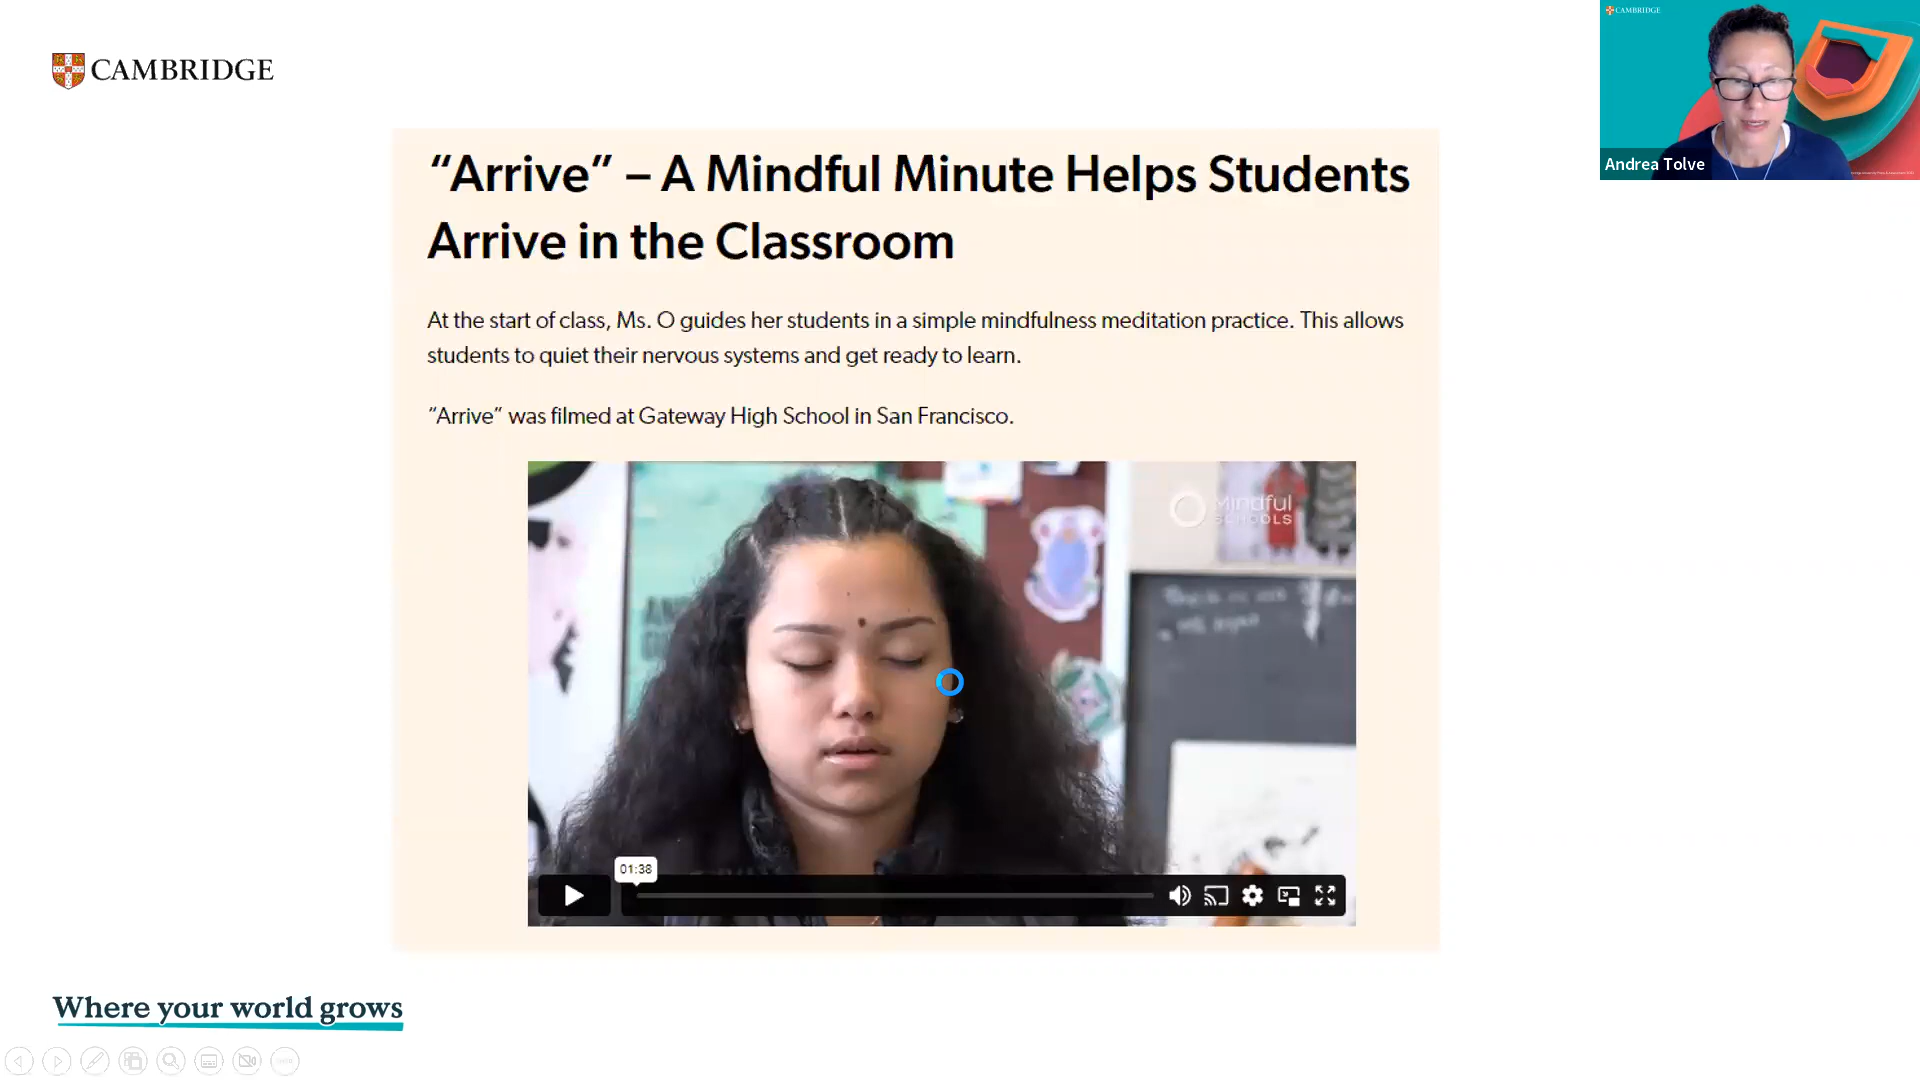 CAMBRIDGE
CAMBRIDGE
Andrea Tolve
“Arrive” – A Mindful Minute Helps Students
Arrive in the Classroom
At the start of class, Ms. O guides her students in a simple mindfulness meditation practice. This allows
students to quiet their nervous systems and get ready to learn.
“Arrive” was filmed at Gateway High School in San Francisco.
Mindful
SCHOOLS
01:38
Where your world grows